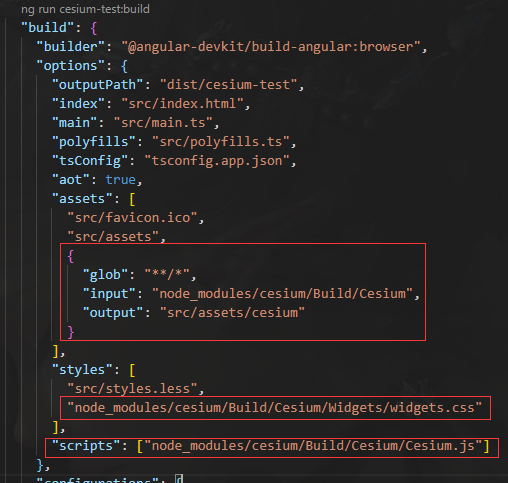 ng run cesium-test:build
"build": {
"builder": "@angular-devkit/build-angular:browser",
"options": {
"outputPath": "dist/cesium-test",
"index": "src/index.html",
"main": "src/main.ts",
"polyfills": "src/polyfills.ts",
"tsConfig": "tsconfig.app.json",
"aot": true,
"assets": [
"src/favicon.ico",
"src/assets",
{
"glob": "**/*",
"input": "node_modules/cesium/Build/Cesium",
"output": "src/assets/cesium"
}
],
"styles": [
"src/styles.less",
"node_modules/cesium/Build/Cesium/Widgets/widgets.css"
],
"scripts": ["node_modules/cesium/Build/Cesium/Cesium.js"]
},
"configurations": {